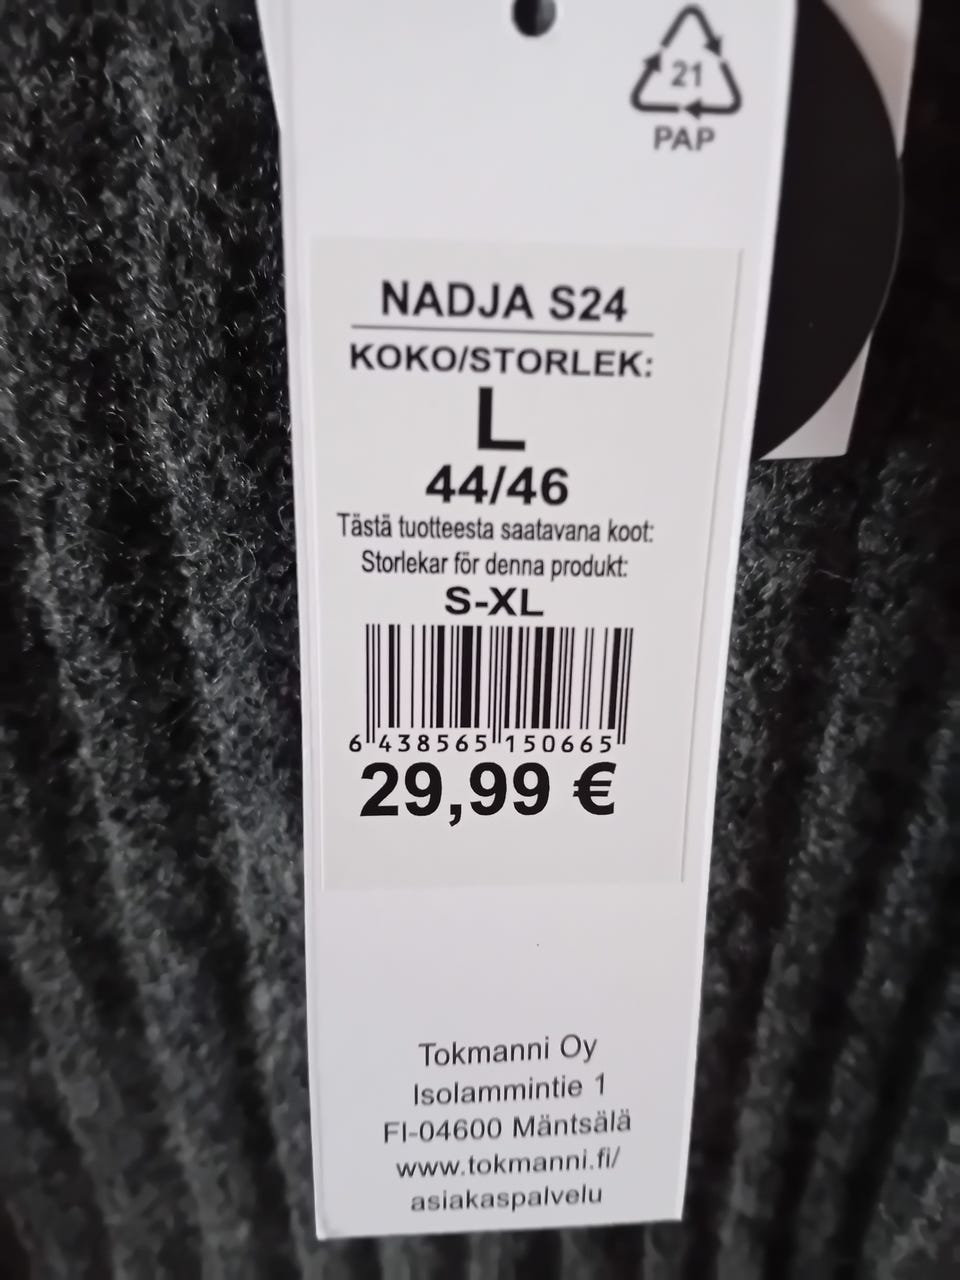 21
PAP
NADJA S24
KOKO/STORLEK:
L
44/46
Tästä tuotteesta saatavana koot:
Storlekar för denna produkt:
S-XL
6 438565 150665
29,99 €
Tokmanni Oy
Isolammintie 1
FI-04600 Mäntsälä
www.tokmanni.fi/
asiakaspalvelu